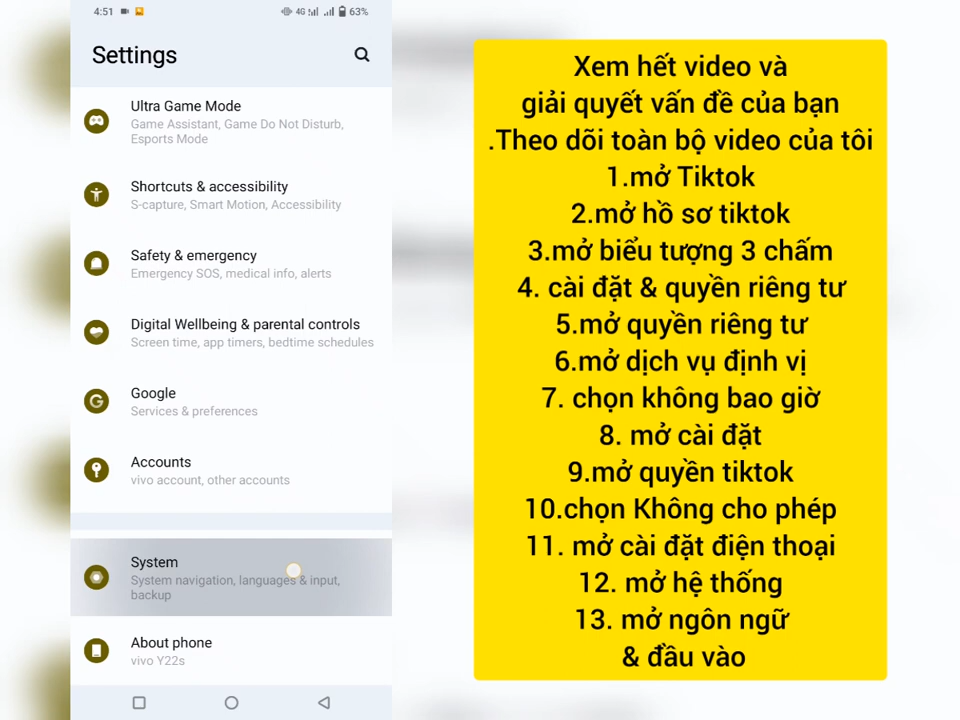 4:51
4G
63%
Settings
Ultra Game Mode
Game Assistant, Game Do Not Disturb,
Esports Mode
Shortcuts & accessibility
S-capture, Smart Motion, Accessibility
Safety & emergency
Emergency SOS, medical info, alerts
Digital Wellbeing & parental controls
Screen time, app timers, bedtime schedules
Google
Services & preferences
Accounts
vivo account, other accounts
System
System navigation, languages & input,
backup
About phone
vivo Y22s
Xem hết video và
giải quyết vấn đề của bạn
.Theo dõi toàn bộ video của tôi
1.mở Tiktok
2.mở hồ sơ tiktok
3.mở biểu tượng 3 chấm
4. cài đặt & quyền riêng tư
5.mở quyền riêng tư
6.mở dịch vụ định vị
7. chọn không bao giờ
8. mở cài đặt
9.mở quyền tiktok
10.chọn Không cho phép
11. mở cài đặt điện thoại
12. mở hệ thống
13. mở ngôn ngữ
& đầu vào